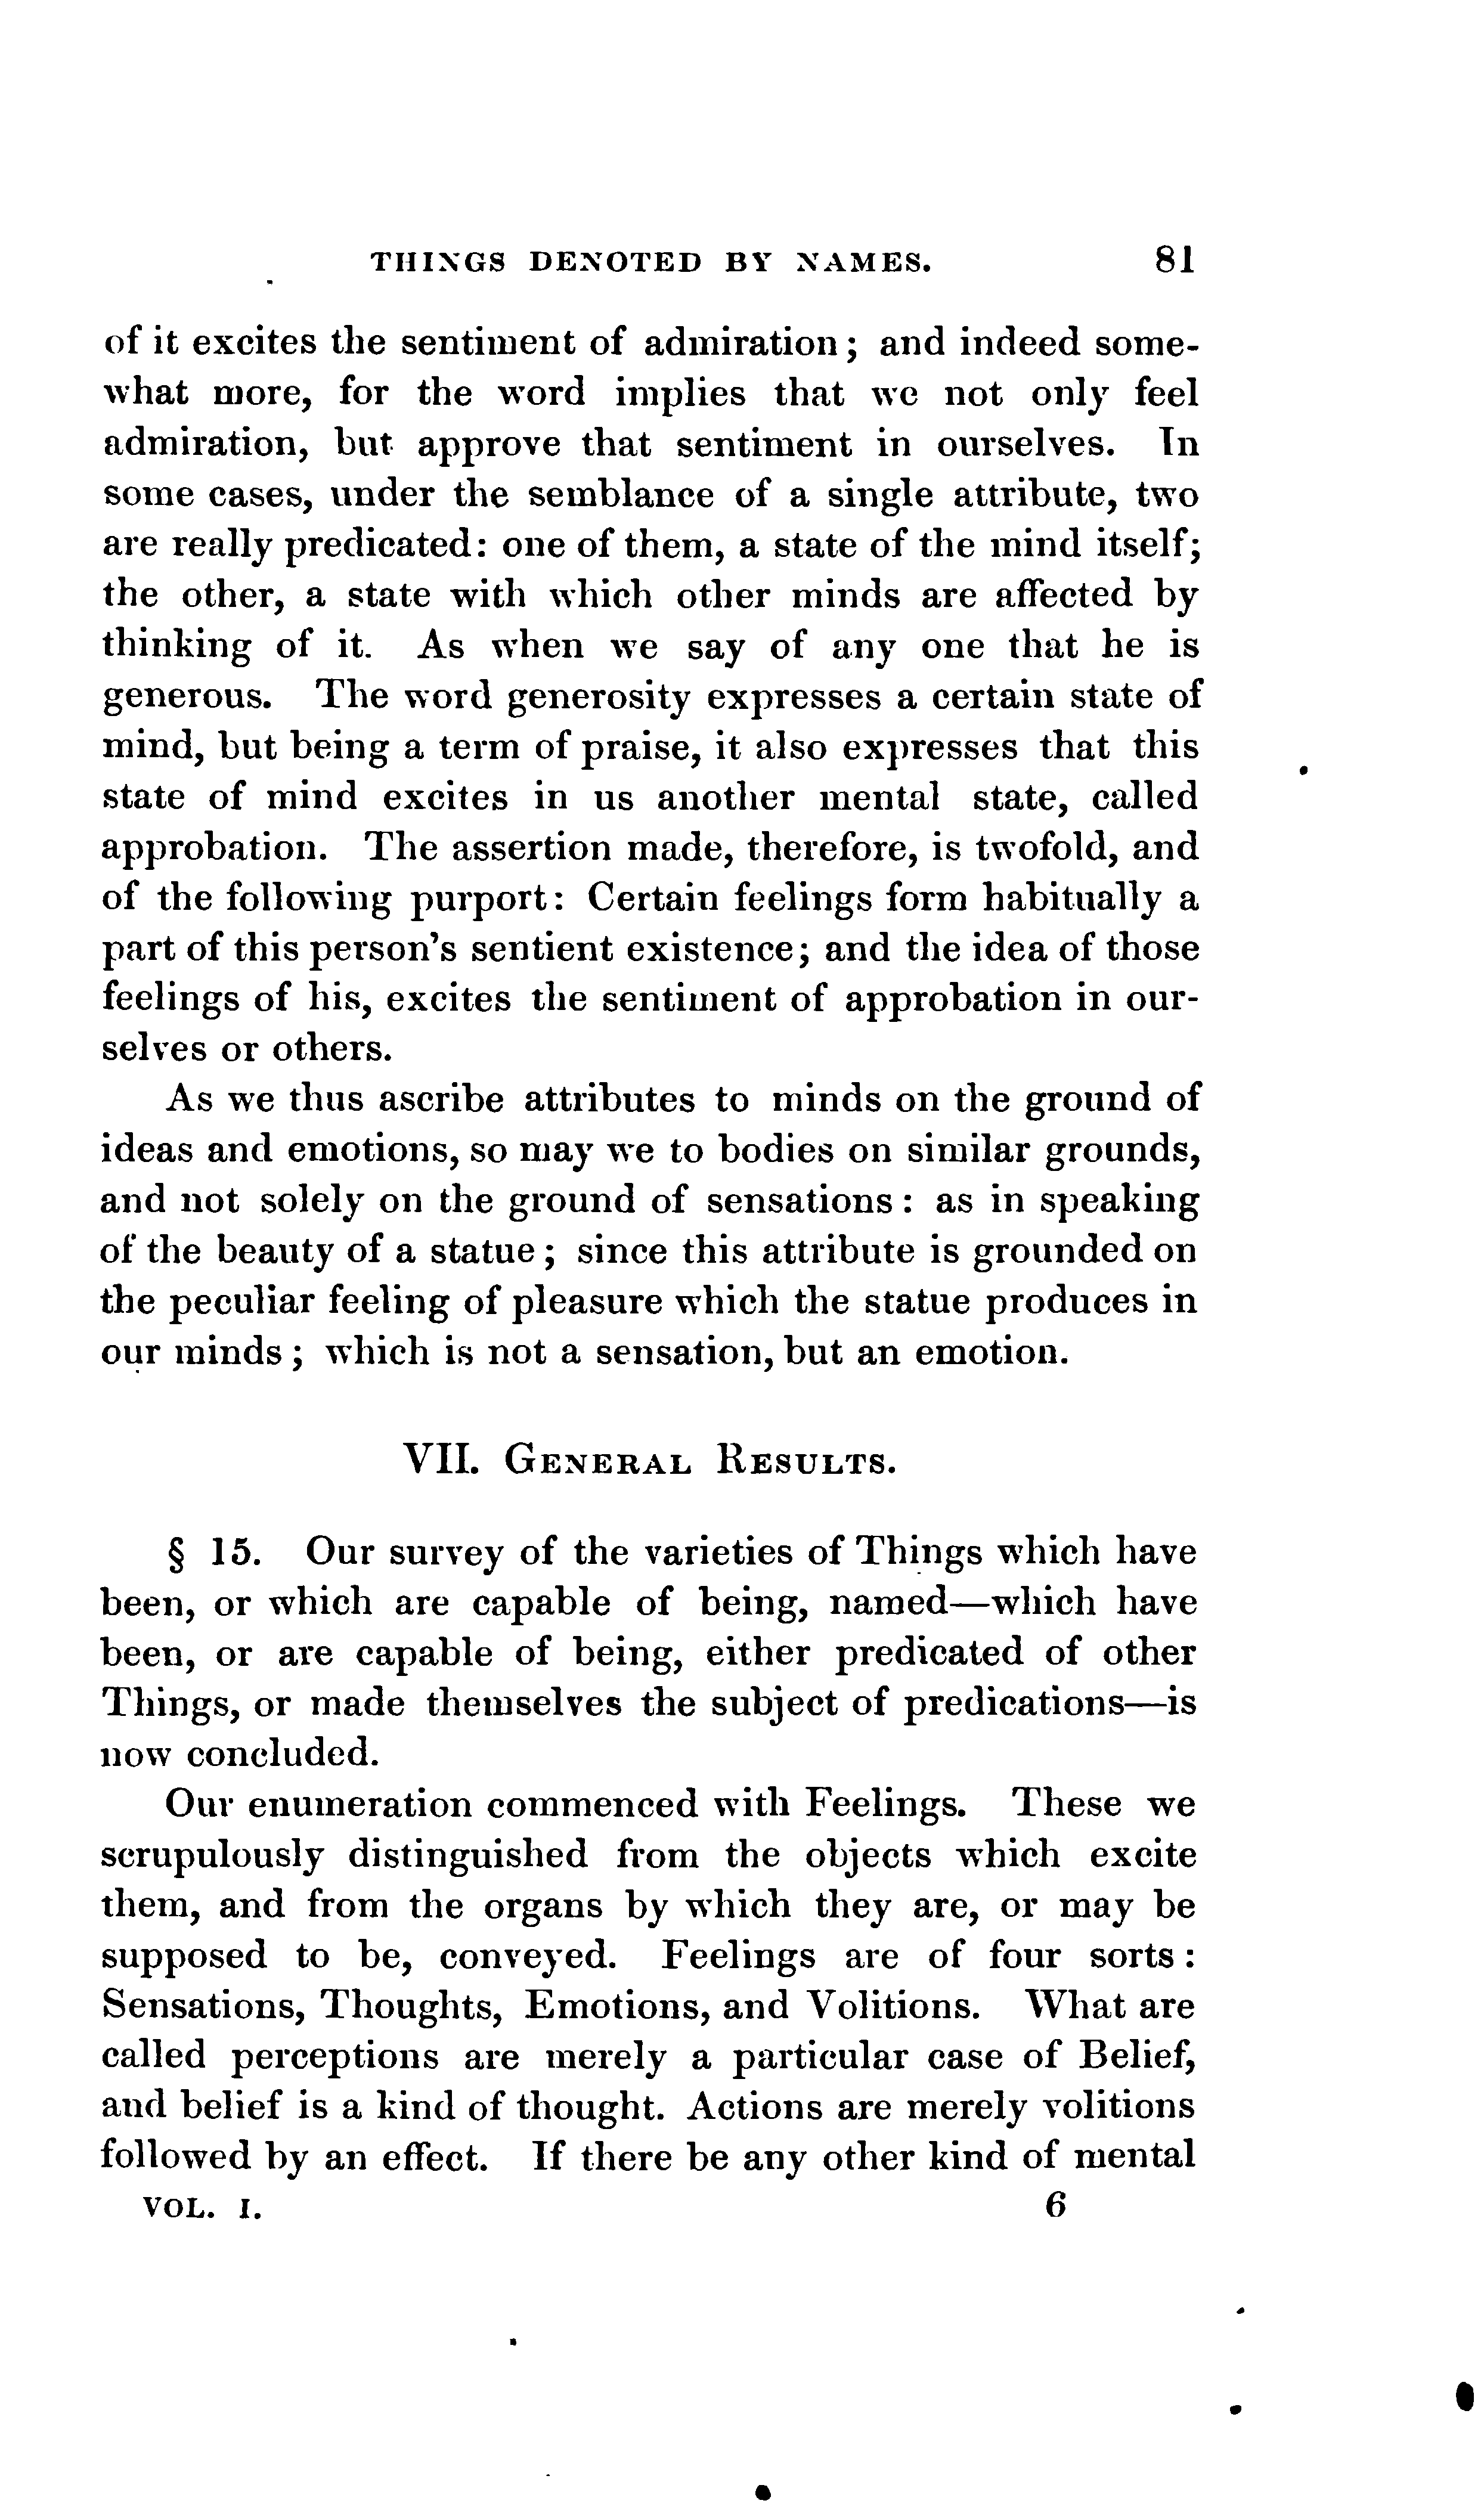 THINGS DENOTED BY NAMES. 81
of it excites the sentiment of admiration; and indeed some-
what more, for the word implies that we not only feel
admiration, but approve that sentiment in ourselves. In
some cases, under the semblance of a single attribute, two
are really predicated: one of them, a state of the mind itself;
the other, a state with which other minds are affected by
thinking of it. As when we say of any one that he is
generous. The word generosity expresses a certain state of
mind, but being a term of praise, it also expresses that this
state of mind excites in us another mental state, called
approbation. The assertion made, therefore, is twofold, and
of the following purport: Certain feelings form habitually a
part of this person's sentient existence; and the idea of those
feelings of his, excites the sentiment of approbation in our-
selves or others.
As we thus ascribe attributes to minds on the ground of
ideas and emotions, so may we to bodies on similar grounds,
and not solely on the ground of sensations: as in speaking
of the beauty of a statue; since this attribute is grounded on
the peculiar feeling of pleasure which the statue produces in
our minds; which is not a sensation, but an emotion.
VII. GENERAL RESULTS.
§ 15. Our survey of the varieties of Things which have
been, or which are capable of being, named—which have
been, or are capable of being, either predicated of other
Things, or made themselves the subject of predications—is
now concluded.
Our enumeration commenced with Feelings. These we
scrupulously distinguished from the objects which excite
them, and from the organs by which they are, or may be
supposed to be, conveyed. Feelings are of four sorts:
Sensations, Thoughts, Emotions, and Volitions. What are
called perceptions are merely a particular case of Belief,
and belief is a kind of thought. Actions are merely volitions
followed by an effect. If there be any other kind of mental
VOL. I. 6